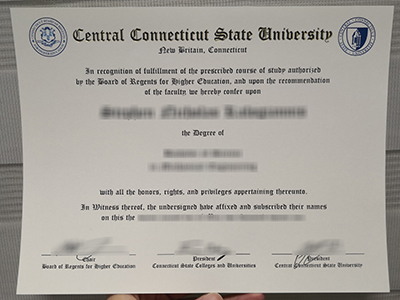 Central Connecticut State University
New Britain, Connecticut
In recognition of fulfillment of the prescribed course of study authorized
by the Board of Regents for Higher Education, and upon the recommendation
of the faculty, we hereby confer upon
the Degree of
with all the honors, rights, and privileges appertaining thereunto.
In Witness thereof, the undersigned have affixed and subscribed their names
on this the
Chair
President
President
Board of Regents for Higher Education
Connecticut State Colleges and Universities
Central Connecticut State University